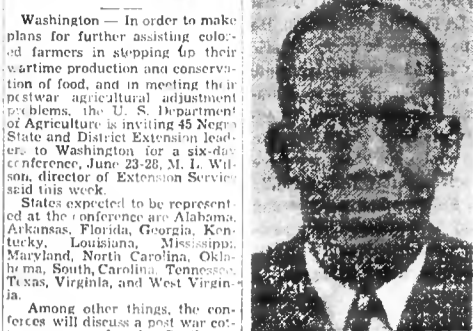 Washington — In order to make
plans for further assisting color-
ed farmers in stepping up their
wartime production and conserva-
tion of food, and in meeting their
postwar agricultural adjustment
problems, the U. S. Department
of Agriculture is inviting 45 Negro
State and District Extension lead-
ers to Washington for a six-day
conference, June 23-28, M. L. Wil-
son, director of Extension Service
said this week.
States expected to be represent-
ed at the conference are Alabama,
Arkansas, Florida, Georgia, Ken-
tucky, Louisiana, Mississippi,
Maryland, North Carolina, Okla-
homa, South Carolina, Tennessee,
Texas, Virginia, and West Virgin-
ia.
Among other things, the con-
ferees will discuss a post war cot-